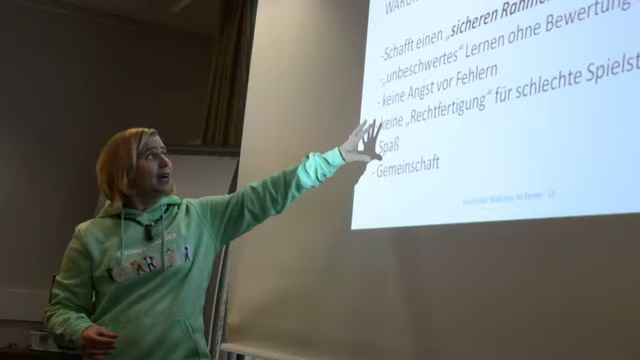 WARU
-Schafft einen „sicheren Rahmen
-„unbeschwertes“ Lernen ohne Bewertung
- keine Angst vor Fehlern
keine „Rechtfertigung“ für schlechte Spielst
Spaß
- Gemeinschaft